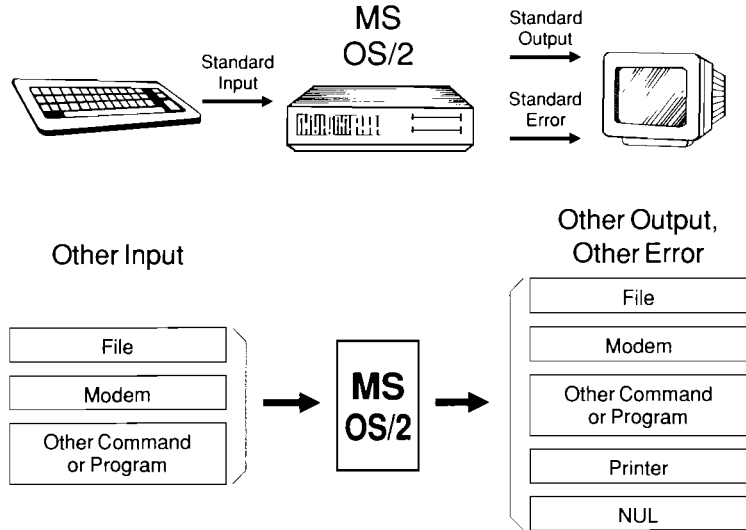 MS
OS/2
Standard
Input
Standard
Output
Standard
Error
Other Input
Other Output,
Other Error
File
Modem
Other Command
or Program
MS
OS/2
File
Modem
Other Command
or Program
Printer
NUL